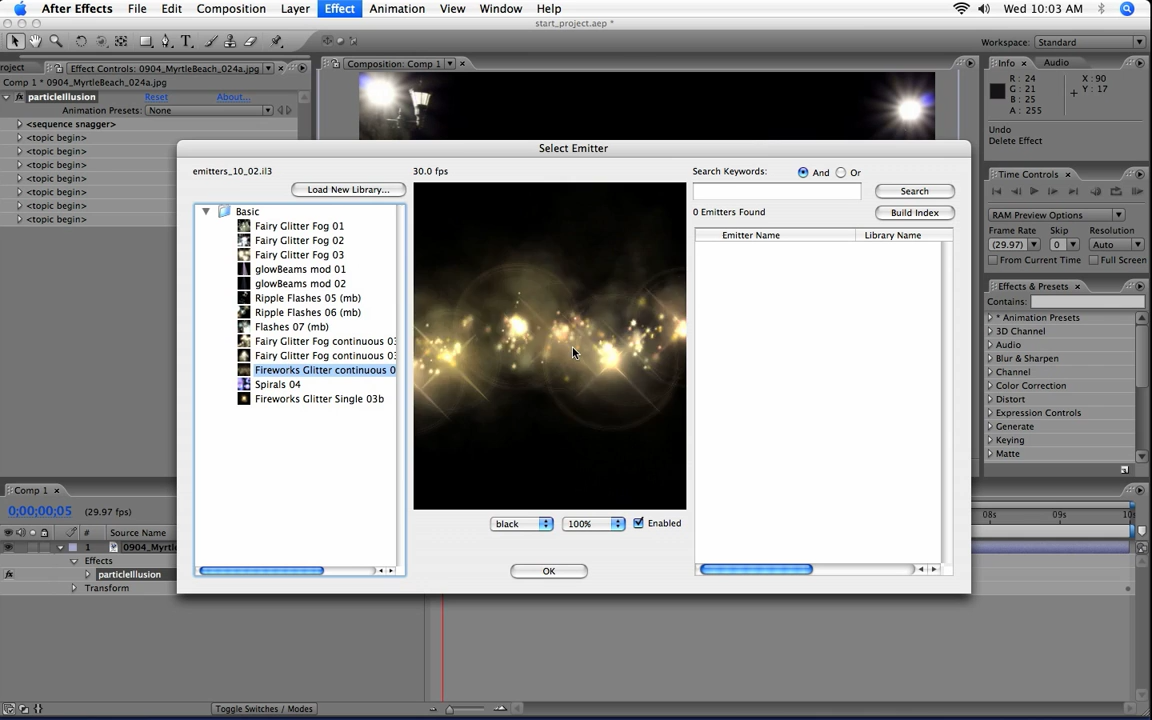 After Effects File Edit Composition Layer Effect Animation View Window Help Wed 10:03 AM
start_project.aep *
Workspace: Standard
roject Effect Controls: 0904_MyrtleBeach_024a.jpg Composition: Comp 1 Info Audio
Comp 1 * 0904_MyrtleBeach_024a.jpg
particleIllusion Reset About...
Animation Presets: None
<sequence snagger>
<topic begin>
<topic begin>
<topic begin>
<topic begin>
<topic begin>
<topic begin>
<topic begin>
R : 24
G : 21
B : 25
A : 255
X : 90
Y : 17
Undo
Delete Effect
Time Controls
RAM Preview Options
Frame Rate Skip Resolution
(29.97) 0 Auto
From Current Time Full Screen
Effects & Presets
Contains:
* Animation Presets
3D Channel
Audio
Blur & Sharpen
Channel
Color Correction
Distort
Expression Controls
Generate
Keying
Matte
Select Emitter
emitters_10_02.il3
Load New Library...
Basic
Fairy Glitter Fog 01
Fairy Glitter Fog 02
Fairy Glitter Fog 03
glowBeams mod 01
glowBeams mod 02
Ripple Flashes 05 (mb)
Ripple Flashes 06 (mb)
Flashes 07 (mb)
Fairy Glitter Fog continuous 03
Fairy Glitter Fog continuous 03
Fireworks Glitter continuous 0
Spirals 04
Fireworks Glitter Single 03b
30.0 fps
black 100% Enabled
OK
Search Keywords: And Or
Search
0 Emitters Found Build Index
Emitter Name Library Name
Comp 1
0;00;00;05 (29.97 fps)
08s 09s 10s
# Source Name
1 0904_Myrtl
Effects
fx particleIllusion
Transform
Toggle Switches / Modes